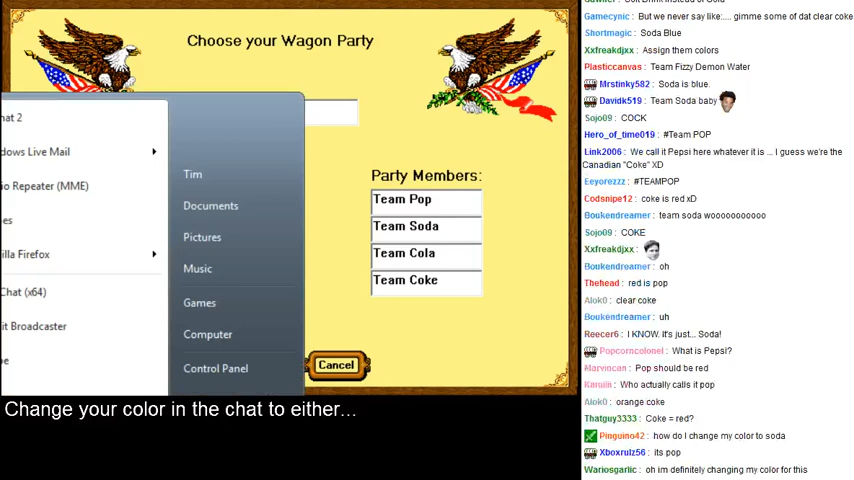 Choose your Wagon Party
hat 2
dows Live Mail
io Repeater (MME)
es
illa Firefox
Chat (x64)
it Broadcaster
pe
Tim
Documents
Pictures
Music
Games
Computer
Control Panel
Party Members:
Team Pop
Team Soda
Team Cola
Team Coke
Cancel
Change your color in the chat to either...
Gamecynic : But we never say like:.... gimme some of dat clear coke
Shortmagic : Soda Blue
Xxfreakdjxx : Assign them colors
Plasticcanvas : Team Fizzy Demon Water
Mrstinky582 : Soda is blue.
Davidk519 : Team Soda baby
Sojo09 : COCK
Hero_of_time019 : #Team POP
Link2006 : We call it Pepsi here whatever it is ... I guess we're the
Canadian "Coke" XD
Eeyorezzz : #TEAMPOP
Codsnipe12 : coke is red xD
Boukendreamer : team soda woooooooooo
Sojo09 : COKE
Xxfreakdjxx :
Boukendreamer : oh
Thehead : red is pop
Alok0 : clear coke
Boukendreamer : uh
Reecer6 : I KNOW. It's just... Soda!
Popcorncolonel : What is Pepsi?
Marvincan : Pop should be red
: Who actually calls it pop
Alok0 : orange coke
Thatguy3333 : Coke = red?
Pinguino42 : how do I change my color to soda
Xboxrulz56 : its pop
Wariosgarlic : oh im definitely changing my color for this